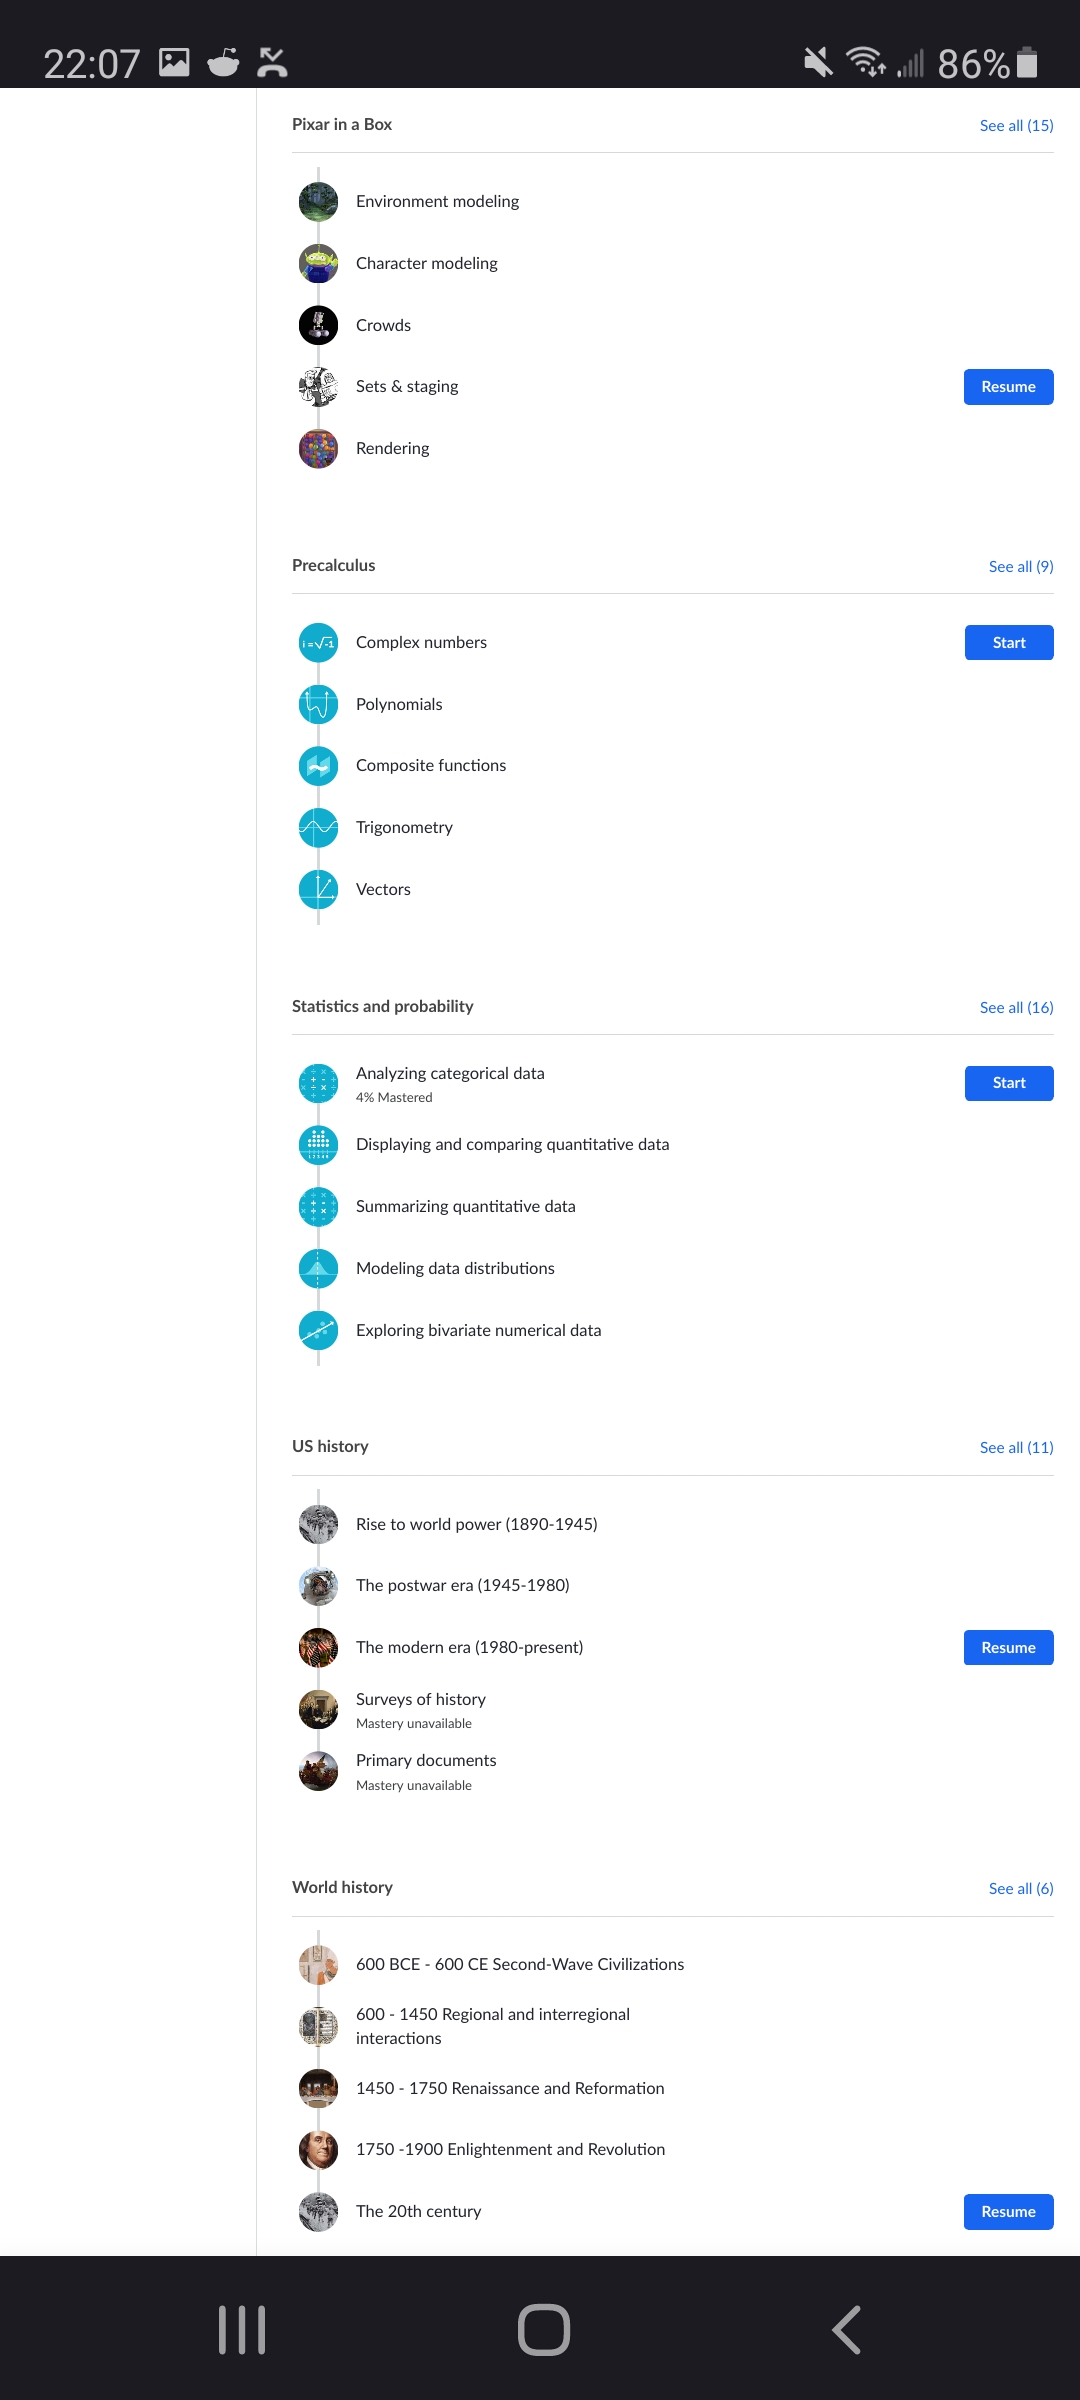 22:07
86%
Pixar in a Box
See all (15)
Environment modeling
Character modeling
Crowds
Sets & staging
Resume
Rendering
Precalculus
See all (9)
i = √-1
Complex numbers
Start
Polynomials
Composite functions
Trigonometry
Vectors
Statistics and probability
See all (16)
Analyzing categorical data
4% Mastered
Start
Displaying and comparing quantitative data
Summarizing quantitative data
Modeling data distributions
Exploring bivariate numerical data
US history
See all (11)
Rise to world power (1890-1945)
The postwar era (1945-1980)
The modern era (1980-present)
Resume
Surveys of history
Mastery unavailable
Primary documents
Mastery unavailable
World history
See all (6)
600 BCE - 600 CE Second-Wave Civilizations
600 - 1450 Regional and interregional
interactions
1450 - 1750 Renaissance and Reformation
1750 -1900 Enlightenment and Revolution
The 20th century
Resume